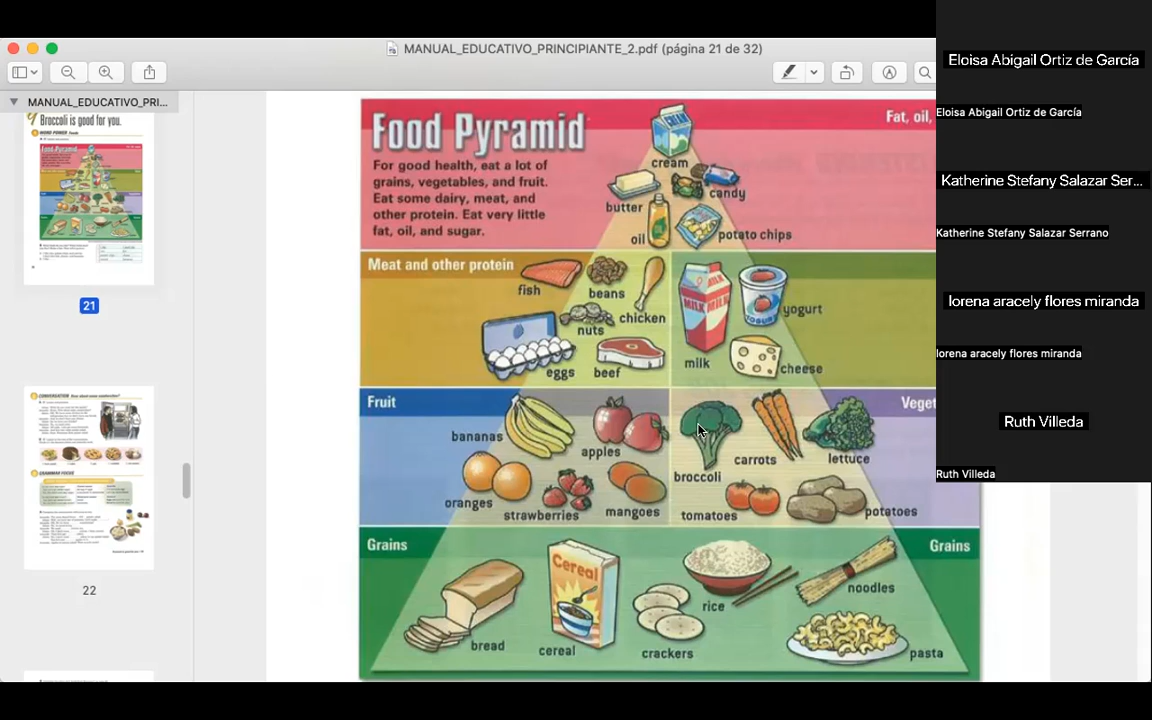 MANUAL_EDUCATIVO_PRINCIPIANTE_2.pdf (página 21 de 32)
MANUAL_EDUCATIVO_PRI...
Broccoli is good for you.
Food Pyramid
21
22
Food Pyramid
For good health, eat a lot of
grains, vegetables, and fruit.
Eat some dairy, meat, and
other protein. Eat very little
fat, oil, and sugar.
Fat, oil,
CREAM
cream
butter
candy
oil
potato chips
Meat and other protein
fish
beans
chicken
nuts
eggs
beef
MILK
MILK
milk
yogurt
cheese
Fruit
bananas
apples
oranges
strawberries
mangoes
Veget
broccoli
carrots
lettuce
tomatoes
potatoes
Grains
Grains
Cereal
bread
cereal
crackers
rice
noodles
pasta
Eloisa Abigail Ortiz de García
Eloisa Abigail Ortiz de García
Katherine Stefany Salazar Ser...
Katherine Stefany Salazar Serrano
lorena aracely flores miranda
lorena aracely flores miranda
Ruth Villeda
Ruth Villeda